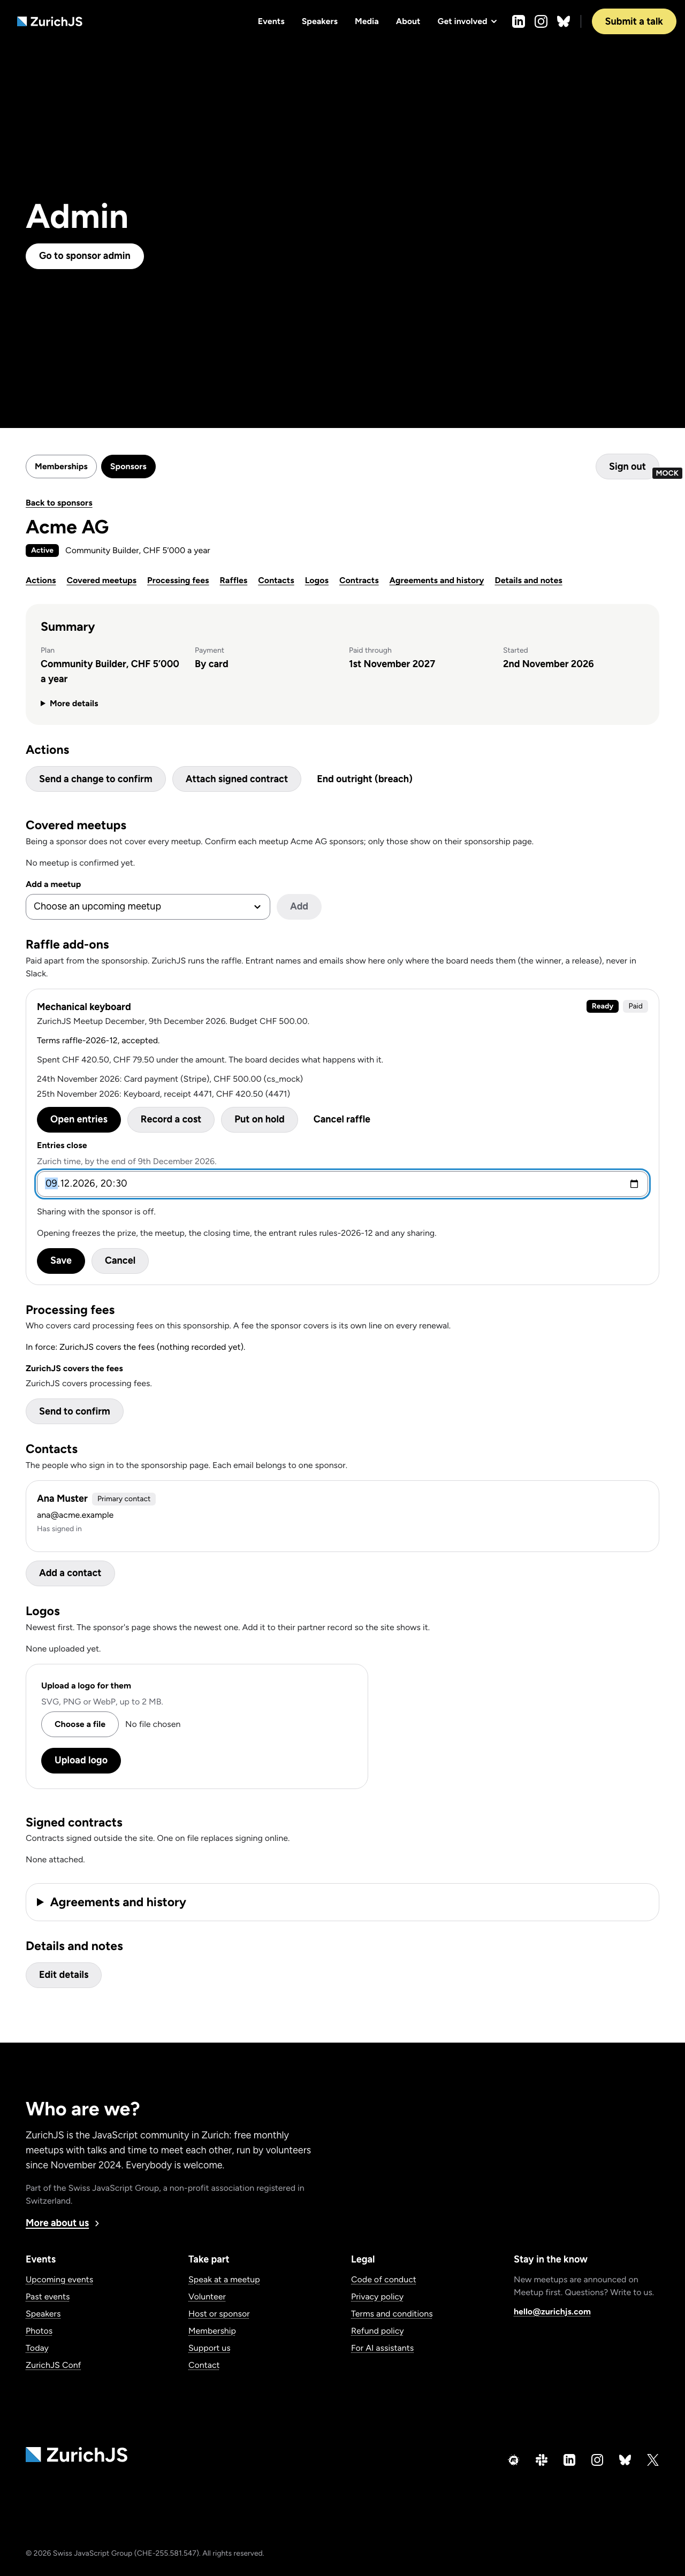 ZurichJS
Events
Speakers
Media
About
Get involved
Submit a talk
Admin
Go to sponsor admin
Memberships
Sponsors
Sign out
MOCK
Back to sponsors
Acme AG
Active
Community Builder, CHF 5’000 a year
Actions
Covered meetups
Processing fees
Raffles
Contacts
Logos
Contracts
Agreements and history
Details and notes
Summary
Plan
Community Builder, CHF 5’000
a year
Payment
By card
Paid through
1st November 2027
Started
2nd November 2026
More details
Actions
Send a change to confirm
Attach signed contract
End outright (breach)
Covered meetups
Being a sponsor does not cover every meetup. Confirm each meetup Acme AG sponsors; only those show on their sponsorship page.
No meetup is confirmed yet.
Add a meetup
Choose an upcoming meetup
Add
Raffle add-ons
Paid apart from the sponsorship. ZurichJS runs the raffle. Entrant names and emails show here only where the board needs them (the winner, a release), never in
Slack.
Mechanical keyboard
Ready
Paid
ZurichJS Meetup December, 9th December 2026. Budget CHF 500.00.
Terms raffle-2026-12, accepted.
Spent CHF 420.50, CHF 79.50 under the amount. The board decides what happens with it.
24th November 2026: Card payment (Stripe), CHF 500.00 (cs_mock)
25th November 2026: Keyboard, receipt 4471, CHF 420.50 (4471)
Open entries
Record a cost
Put on hold
Cancel raffle
Entries close
Zurich time, by the end of 9th December 2026.
09.12.2026, 20:30
Sharing with the sponsor is off.
Opening freezes the prize, the meetup, the closing time, the entrant rules rules-2026-12 and any sharing.
Save
Cancel
Processing fees
Who covers card processing fees on this sponsorship. A fee the sponsor covers is its own line on every renewal.
In force: ZurichJS covers the fees (nothing recorded yet).
ZurichJS covers the fees
ZurichJS covers processing fees.
Send to confirm
Contacts
The people who sign in to the sponsorship page. Each email belongs to one sponsor.
Ana Muster
Primary contact
ana@acme.example
Has signed in
Add a contact
Logos
Newest first. The sponsor's page shows the newest one. Add it to their partner record so the site shows it.
None uploaded yet.
Upload a logo for them
SVG, PNG or WebP, up to 2 MB.
Choose a file
No file chosen
Upload logo
Signed contracts
Contracts signed outside the site. One on file replaces signing online.
None attached.
Agreements and history
Details and notes
Edit details
Who are we?
ZurichJS is the JavaScript community in Zurich: free monthly
meetups with talks and time to meet each other, run by volunteers
since November 2024. Everybody is welcome.
Part of the Swiss JavaScript Group, a non-profit association registered in
Switzerland.
More about us
Events
Upcoming events
Past events
Speakers
Photos
Today
ZurichJS Conf
Take part
Speak at a meetup
Volunteer
Host or sponsor
Membership
Support us
Contact
Legal
Code of conduct
Privacy policy
Terms and conditions
Refund policy
For AI assistants
Stay in the know
New meetups are announced on
Meetup first. Questions? Write to us.
hello@zurichjs.com
ZurichJS
© 2026 Swiss JavaScript Group (CHE-255.581.547). All rights reserved.